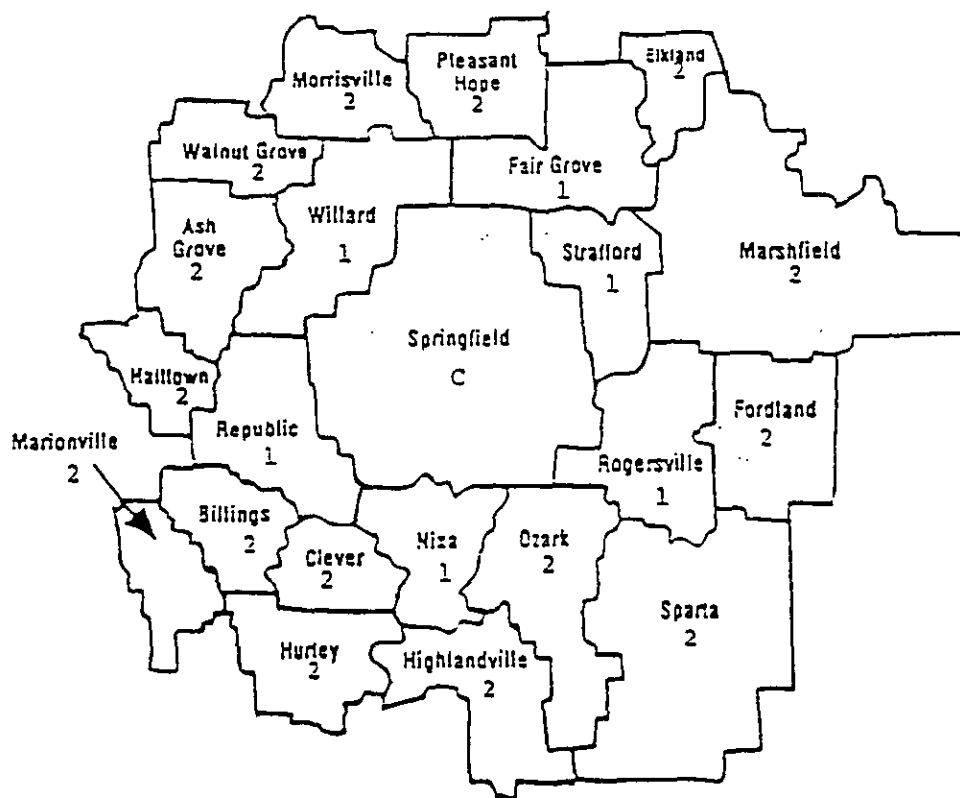 Elkland
2
Pleasant
Hope
2
Morrisville
2
Walnut Grove
2
Fair Grove
1
Willard
1
Ash
Grove
2
Strafford
1
Marshfield
2
Springfield
C
Halltown
2
Fordland
2
Republic
1
Marionville
2
Rogersville
1
Billings
2
Clever
2
Nixa
1
Ozark
2
Sparta
2
Hurley
2
Highlandville
2